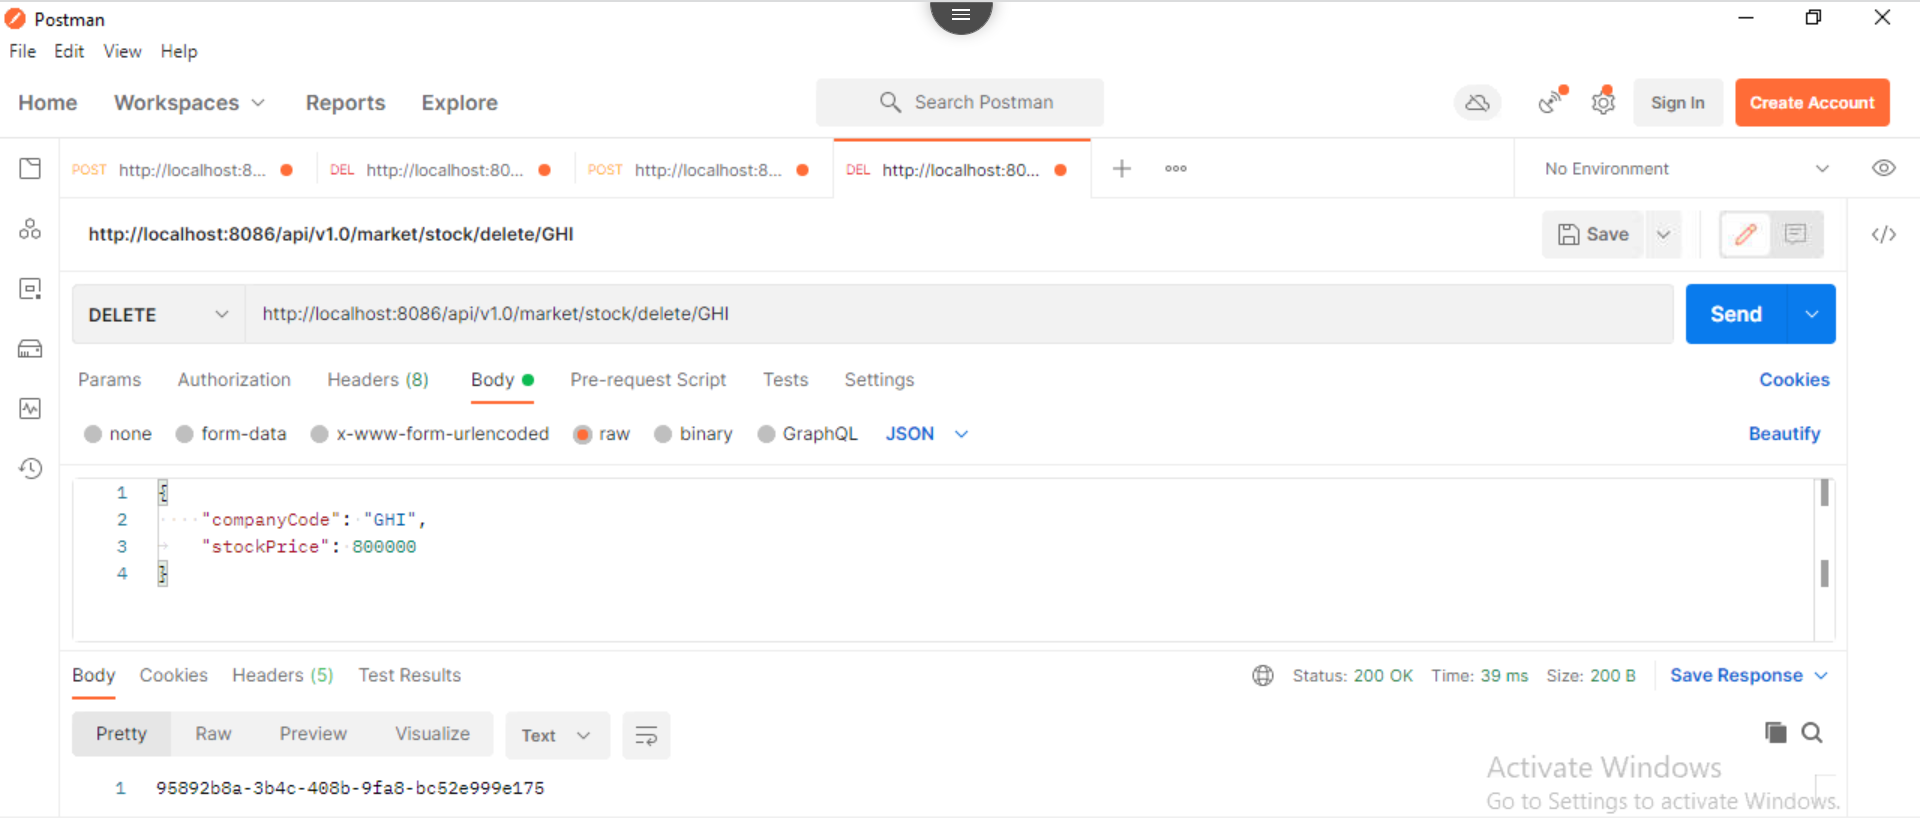 Postman
File Edit View Help
Home Workspaces Reports Explore Search Postman Sign In Create Account
POST http://localhost:8... DEL http://localhost:80... POST http://localhost:8... DEL http://localhost:80... No Environment
http://localhost:8086/api/v1.0/market/stock/delete/GHI Save
DELETE http://localhost:8086/api/v1.0/market/stock/delete/GHI Send
Params Authorization Headers (8) Body Pre-request Script Tests Settings Cookies
none form-data x-www-form-urlencoded raw binary GraphQL JSON Beautify
1 {
2 "companyCode": "GHI",
3 "stockPrice": 800000
4 }
Body Cookies Headers (5) Test Results Status: 200 OK Time: 39 ms Size: 200 B Save Response
Pretty Raw Preview Visualize Text
1 95892b8a-3b4c-408b-9fa8-bc52e999e175
Activate Windows
Go to Settings to activate Windows.